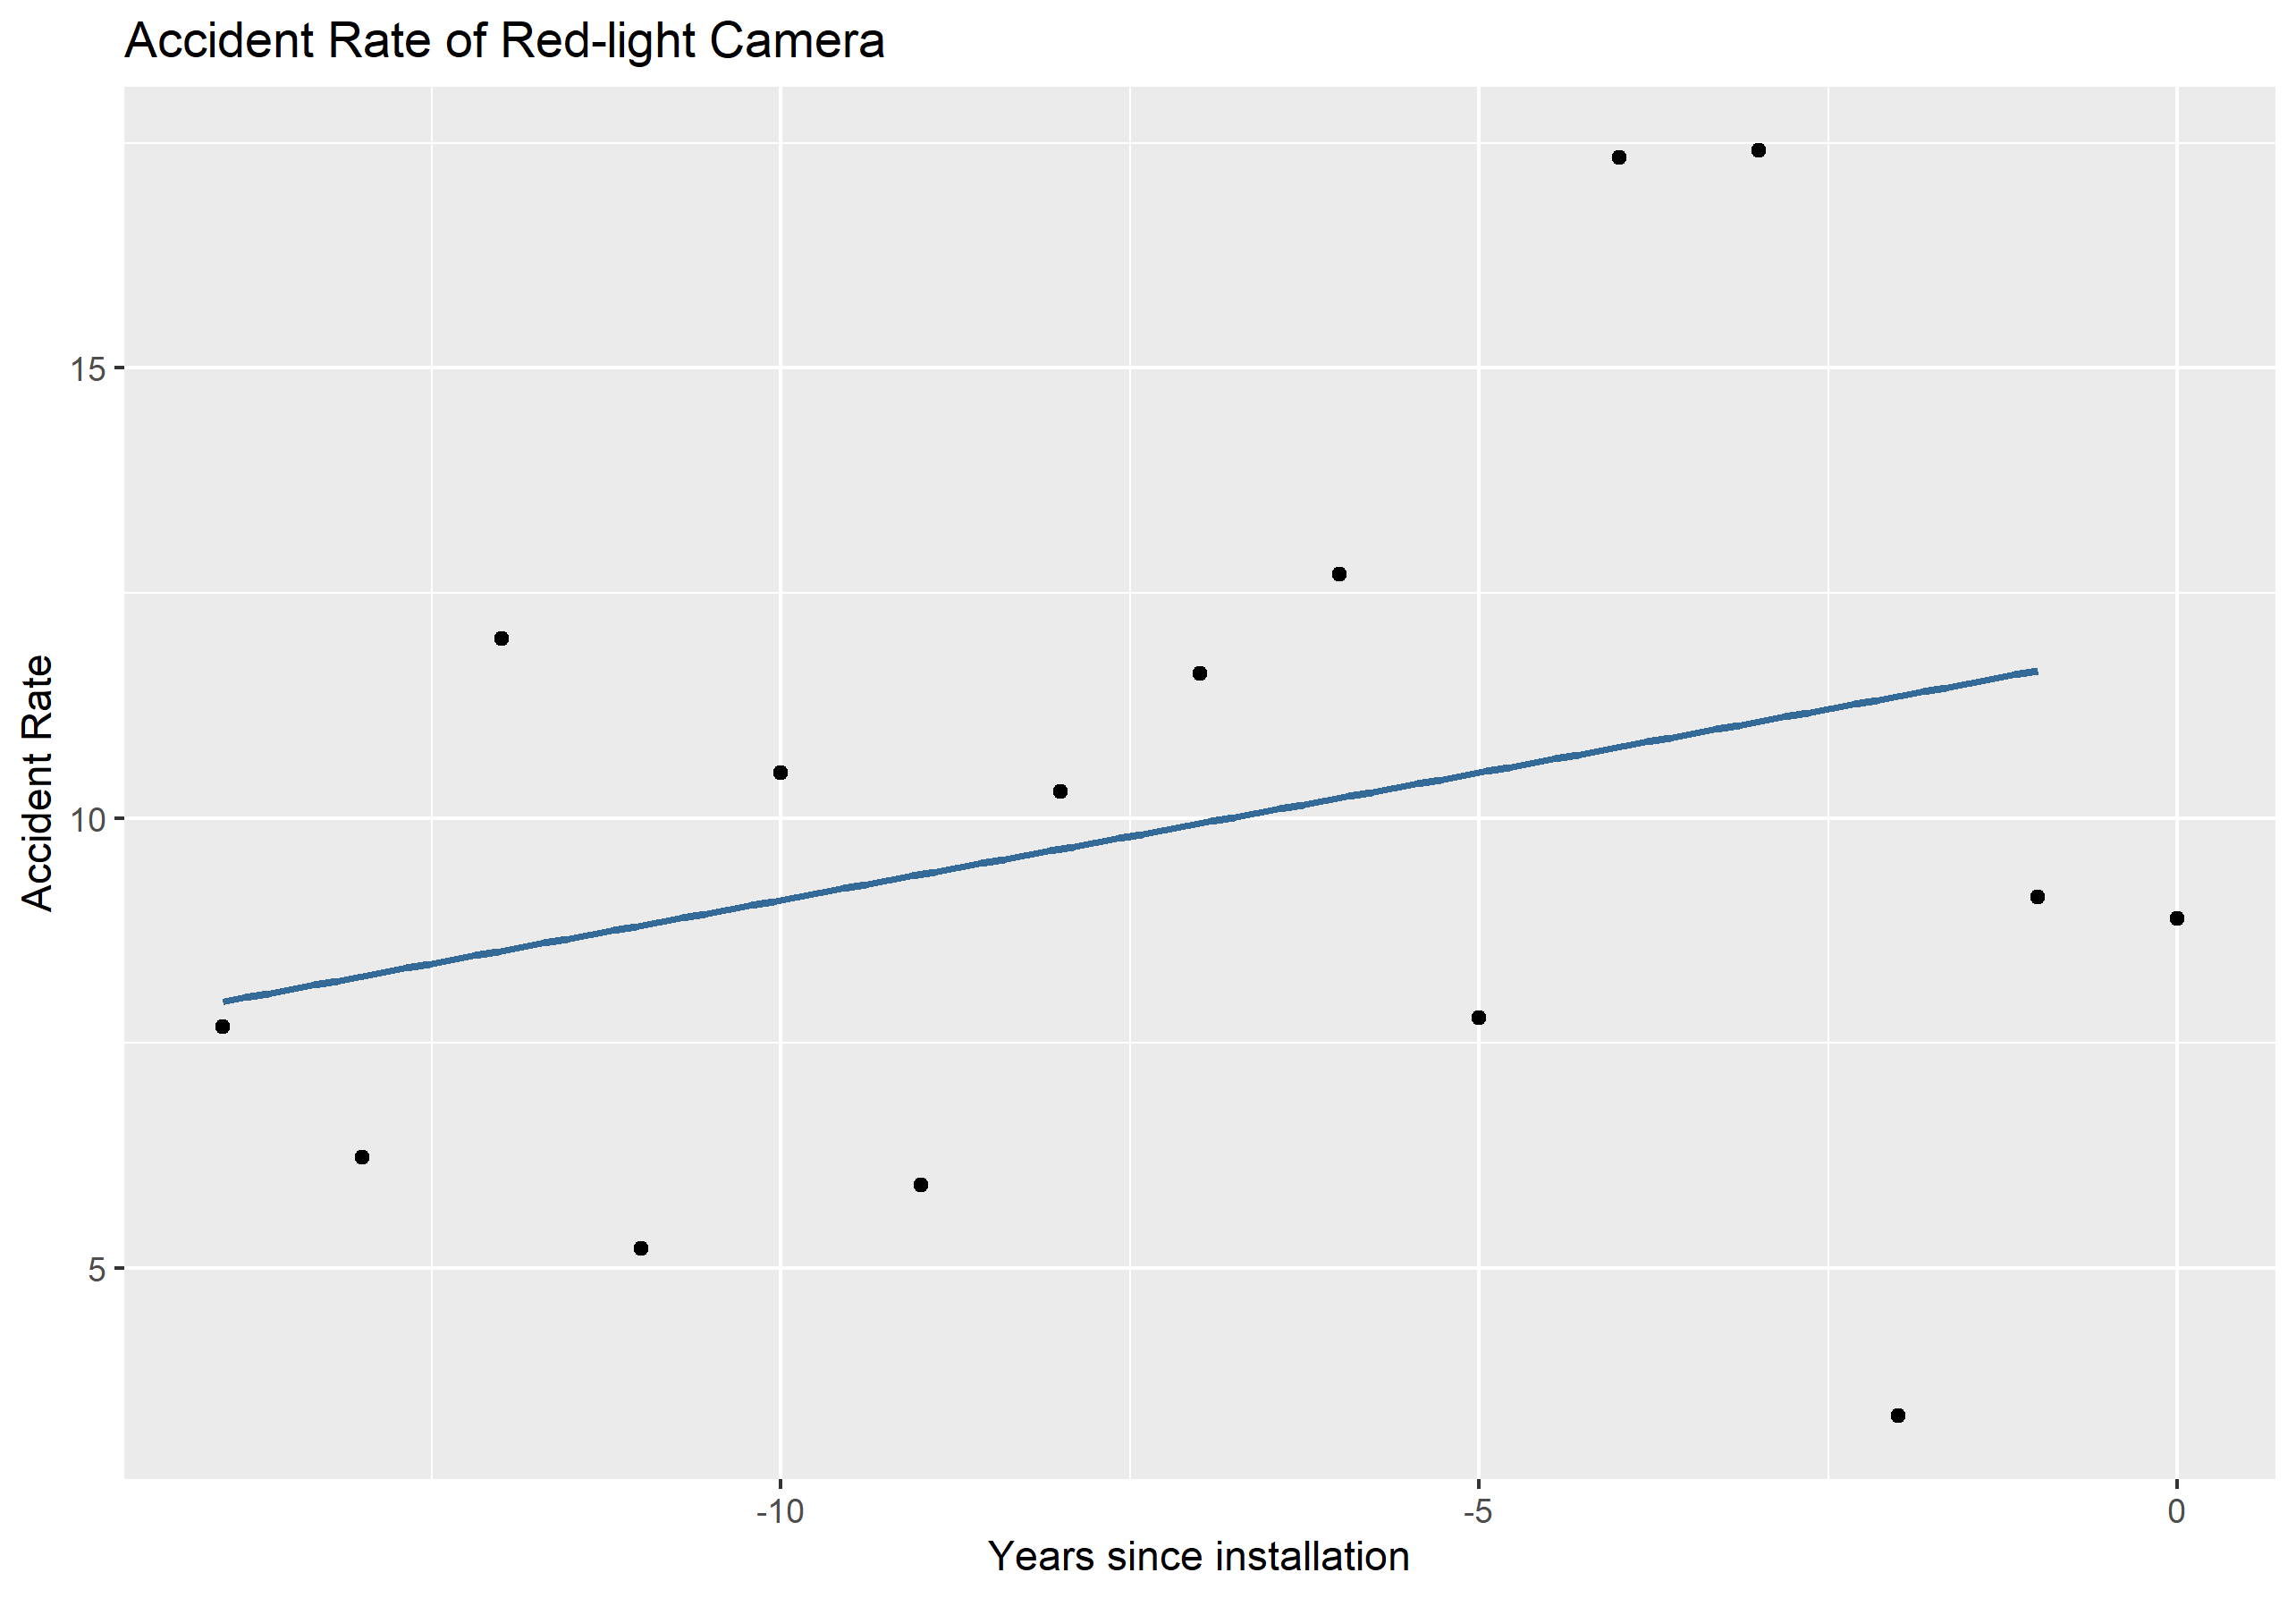 Accident Rate of Red-light Camera
Accident Rate
15
10
5
-10
-5
0
Years since installation